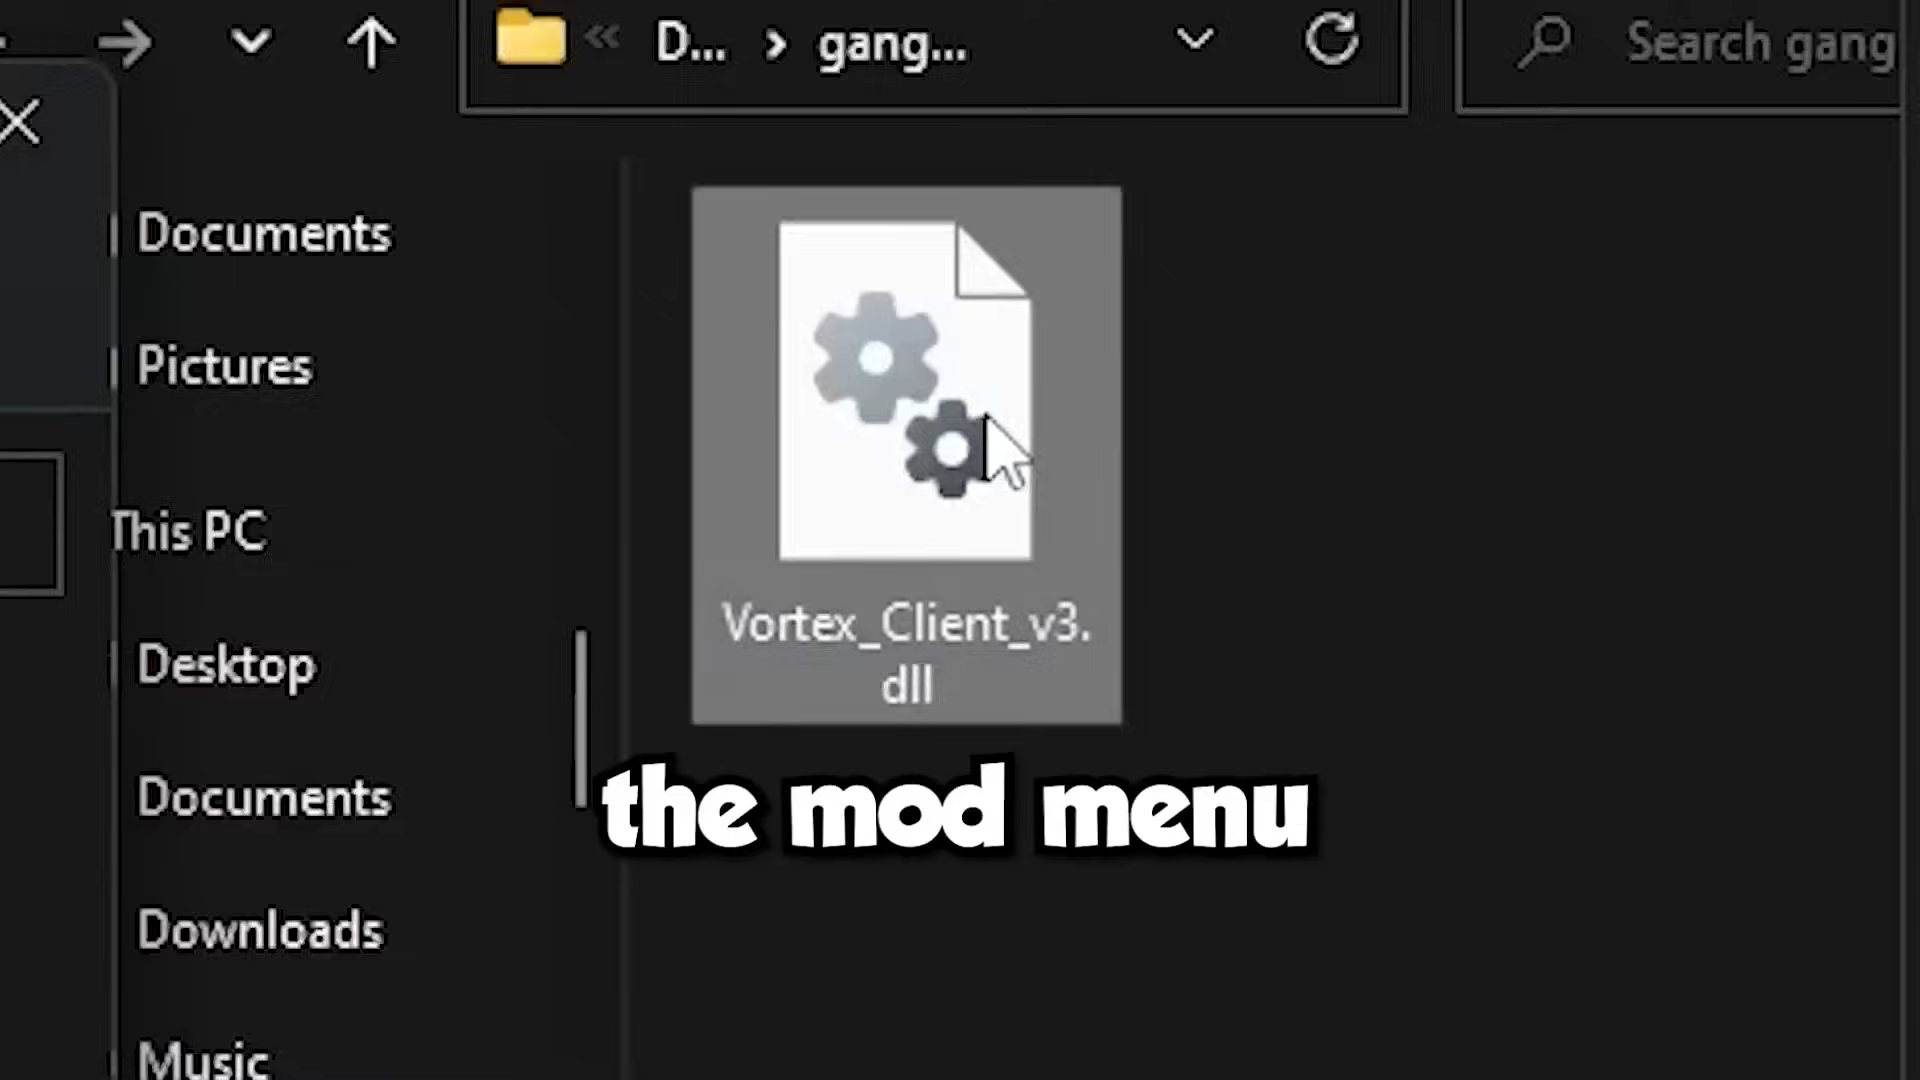 D... > gang...
Search gang
Documents
Pictures
This PC
Desktop
Documents
Downloads
Music
Vortex_Client_v3.
dll
the mod menu